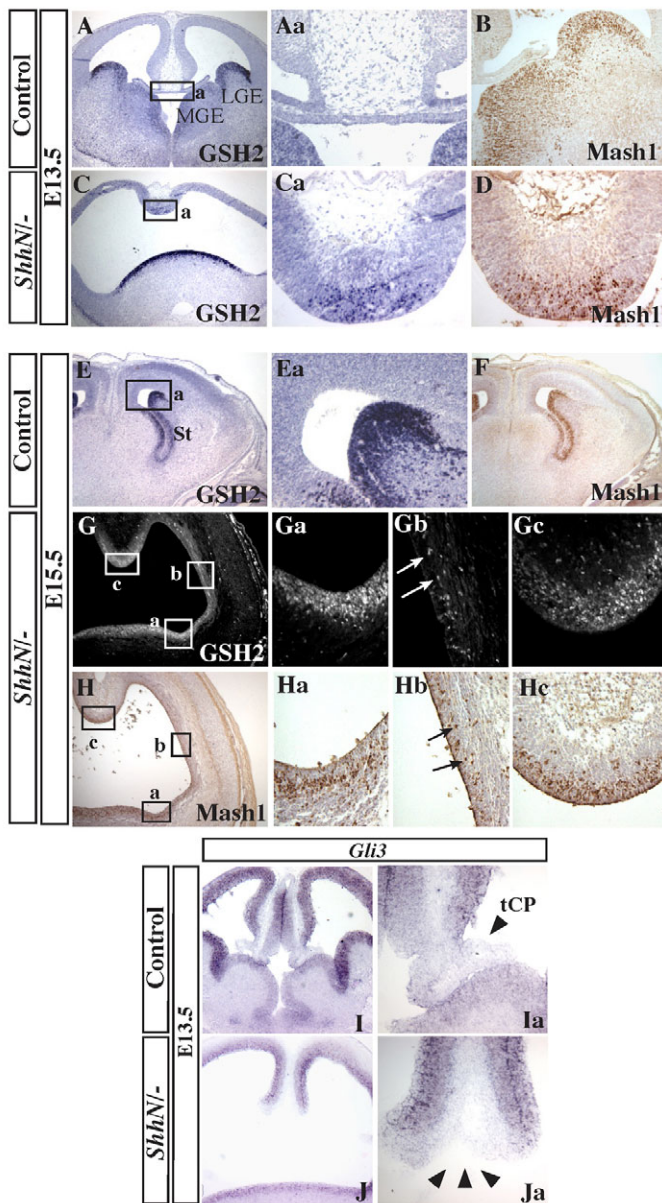 Control
ShhN/-
E13.5
A
a
LGE
MGE
GSH2
Aa
B
Mash1
C
a
GSH2
Ca
D
Mash1
Control
ShhN/-
E15.5
E
a
St
GSH2
Ea
F
Mash1
G
c
b
a
GSH2
Ga
Gb
Gc
H
c
b
a
Mash1
Ha
Hb
Hc
Gli3
Control
ShhN/-
E13.5
I
tCP
Ia
J
Ja